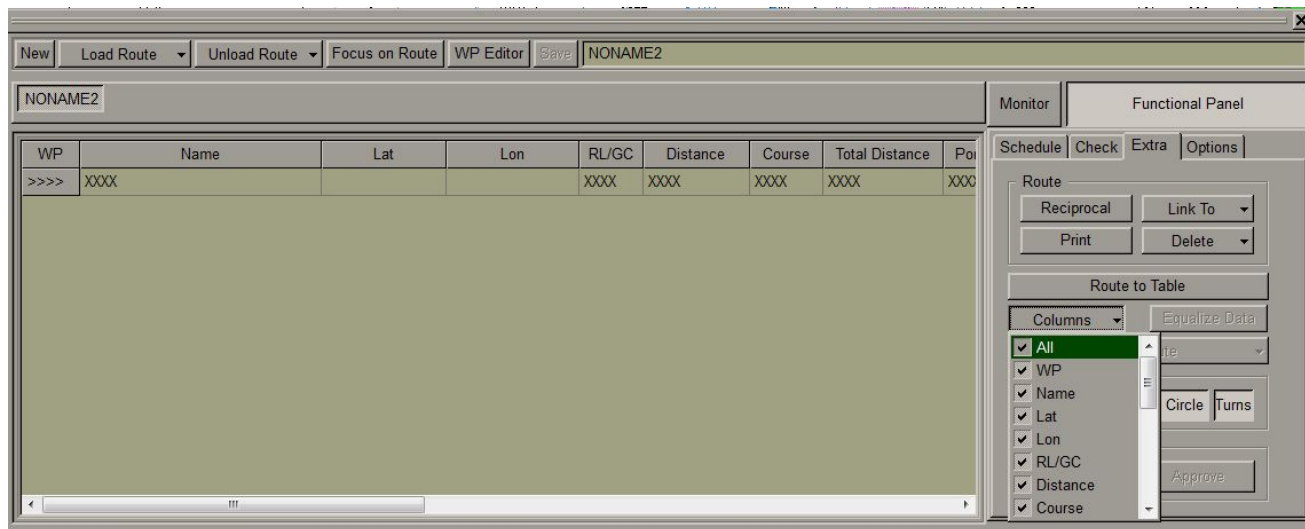 New Load Route Unload Route Focus on Route WP Editor Save NONAME2
NONAME2
Monitor Functional Panel
WP Name Lat Lon RL/GC Distance Course Total Distance Po
>>>> XXXX XXXX XXXX XXXX XXXX XXX
Schedule Check Extra Options
Route
Reciprocal Link To
Print Delete
Route to Table
Columns Equalize Data
All
WP
Name
Lat
Lon
RL/GC
Distance
Course
Circle Turns
Approve